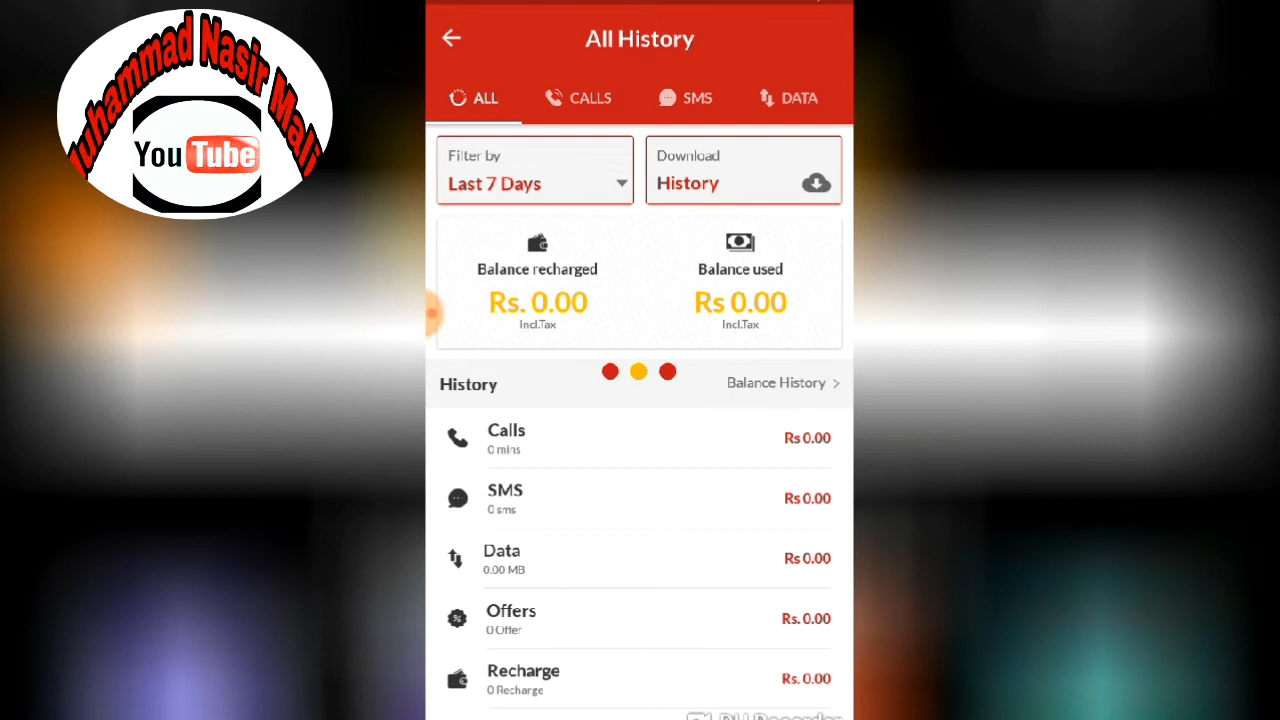 Muhammad Nasir Mali
YouTube
All History
ALL
CALLS
SMS
DATA
Filter by
Last 7 Days
Download
History
Balance recharged
Rs. 0.00
Incl.Tax
Balance used
Rs 0.00
Incl.Tax
History
Balance History >
Calls
0 mins
Rs 0.00
SMS
0 sms
Rs 0.00
Data
0.00 MB
Rs 0.00
Offers
0 Offer
Rs. 0.00
Recharge
0 Recharge
Rs. 0.00
DU Recorder